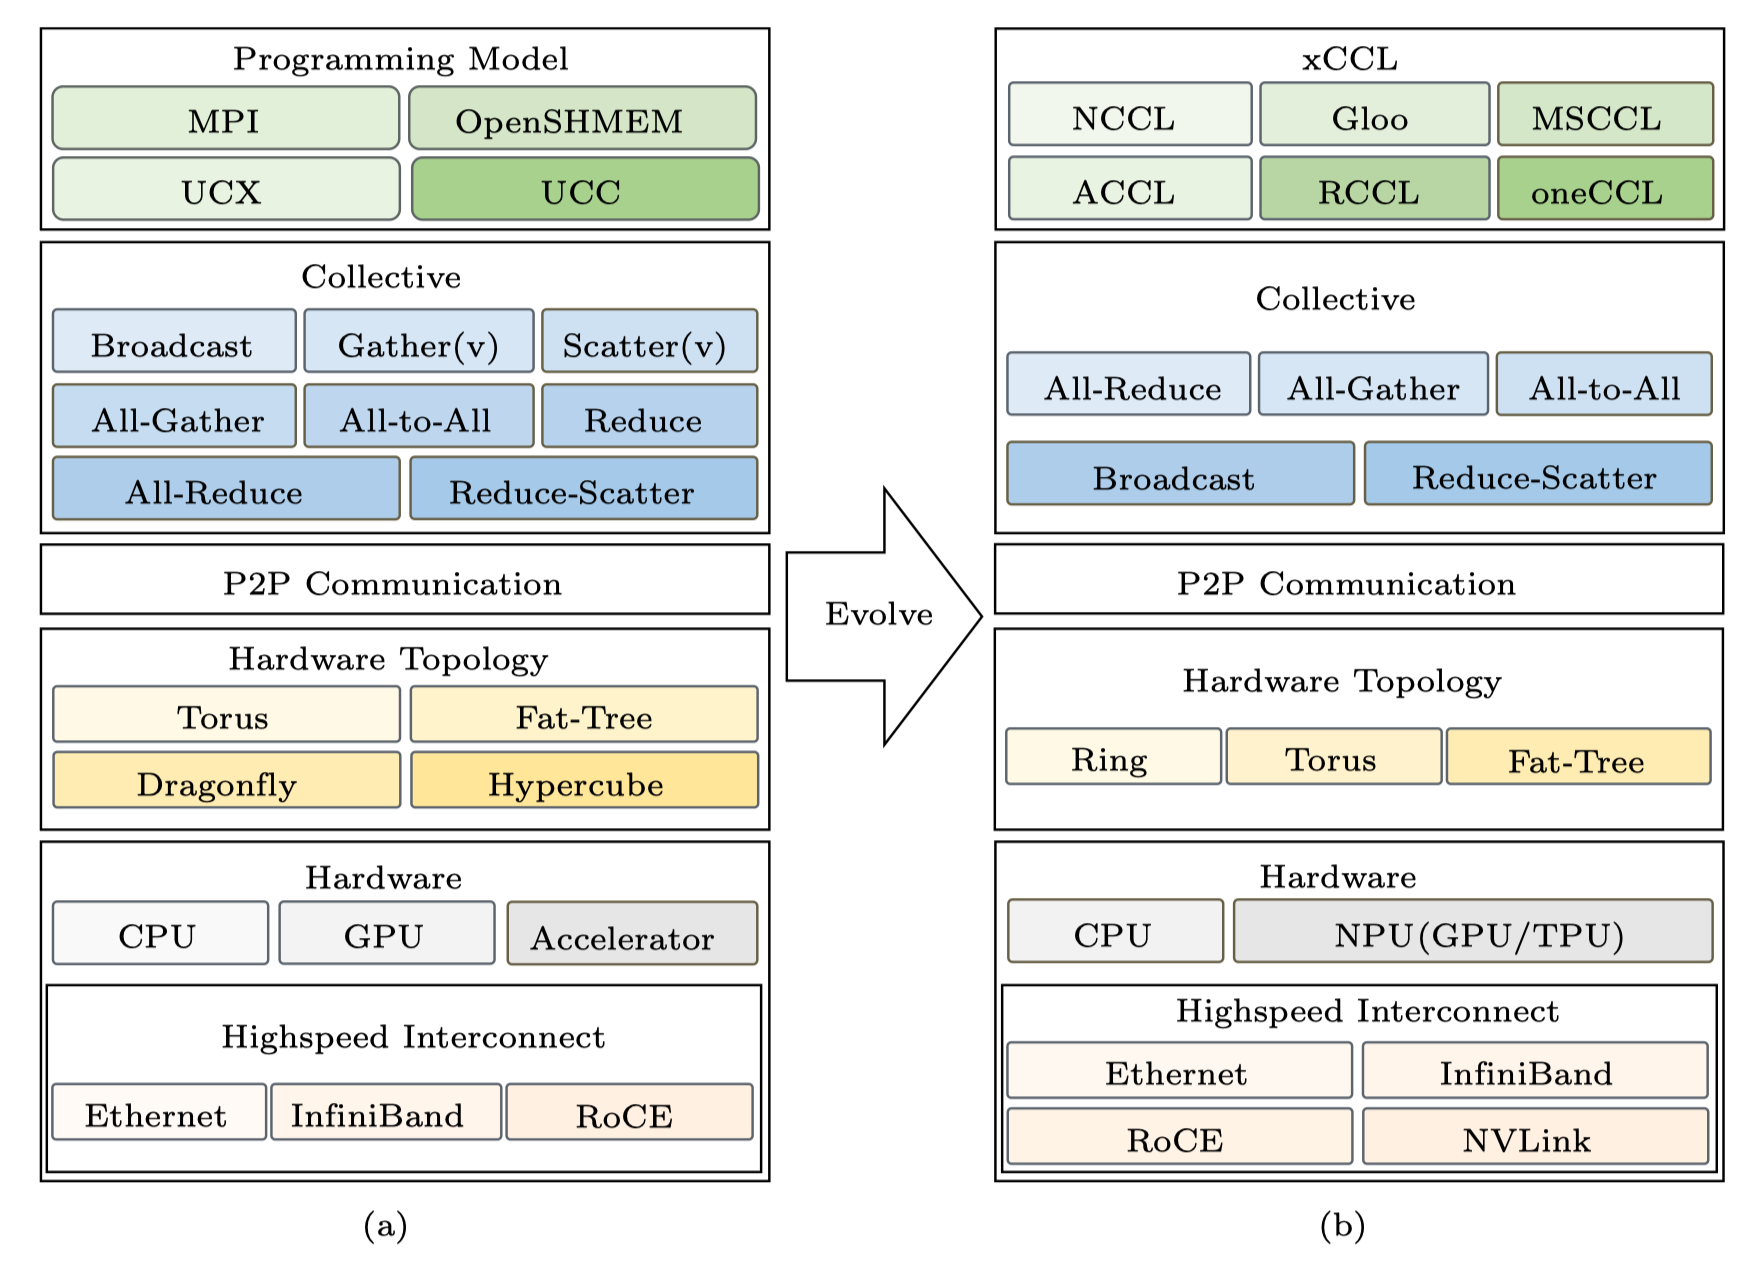 Programming Model
MPI
OpenSHMEM
UCX
UCC
Collective
Broadcast
Gather(v)
Scatter(v)
All-Gather
All-to-All
Reduce
All-Reduce
Reduce-Scatter
P2P Communication
Hardware Topology
Torus
Fat-Tree
Dragonfly
Hypercube
Hardware
CPU
GPU
Accelerator
Highspeed Interconnect
Ethernet
InfiniBand
RoCE
(a)
Evolve
xCCL
NCCL
Gloo
MSCCL
ACCL
RCCL
oneCCL
Collective
All-Reduce
All-Gather
All-to-All
Broadcast
Reduce-Scatter
P2P Communication
Hardware Topology
Ring
Torus
Fat-Tree
Hardware
CPU
NPU(GPU/TPU)
Highspeed Interconnect
Ethernet
InfiniBand
RoCE
NVLink
(b)